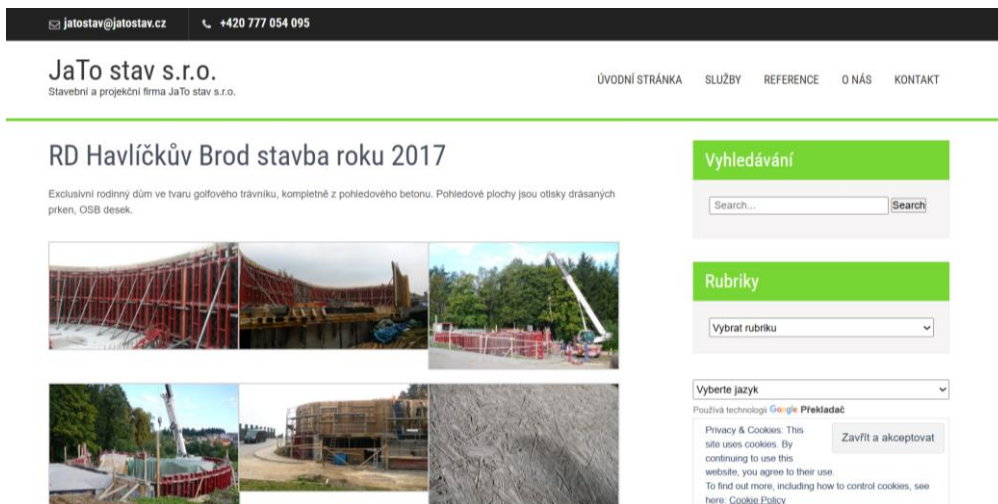 jatostav@jatostav.cz
+420 777 054 095
JaTo stav s.r.o.
Stavební a projekční firma JaTo stav s.r.o.
ÚVODNÍ STRÁNKA
SLUŽBY
REFERENCE
O NÁS
KONTAKT
RD Havlíčkův Brod stavba roku 2017
Exclusivní rodinný dům ve tvaru golfového trávníku, kompletně z pohledového betonu. Pohledové plochy jsou otisky drásaných
prken, OSB desek.
Vyhledávání
Search...
Search
Rubriky
Vybrat rubriku
Vyberte jazyk
Používá technologii Google Překladač
Privacy & Cookies: This
site uses cookies. By
continuing to use this
website, you agree to their use.
To find out more, including how to control cookies, see
here: Cookie Policy
Zavřít a akceptovat